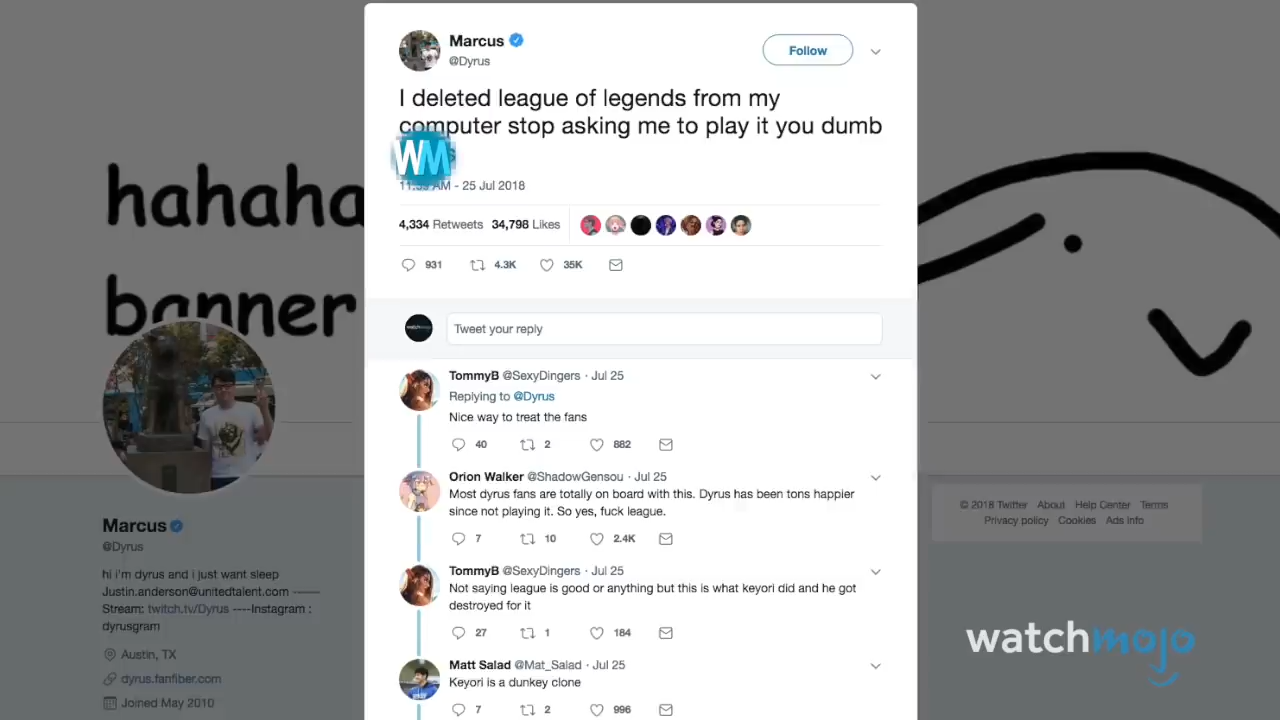 hahaha
banner
Marcus
@Dyrus
Follow
I deleted league of legends from my
computer stop asking me to play it you dumb
WM
AM - 25 Jul 2018
4,334 Retweets 34,798 Likes
931 4.3K 35K
watchmojo
Tweet your reply
TommyB @SexyDingers · Jul 25
Replying to @Dyrus
Nice way to treat the fans
40 2 882
Orion Walker @ShadowGensou · Jul 25
Most dyrus fans are totally on board with this. Dyrus has been tons happier
since not playing it. So yes, fuck league.
7 10 2.4K
TommyB @SexyDingers · Jul 25
Not saying league is good or anything but this is what keyori did and he got
destroyed for it
27 1 184
Matt Salad @Mat_Salad · Jul 25
Keyori is a dunkey clone
7 2 996
Marcus
@Dyrus
hi i'm dyrus and i just want sleep
Justin.anderson@unitedtalent.com -------
Stream: twitch.tv/Dyrus ----Instagram :
dyrusgram
Austin, TX
dyrus.fanfiber.com
Joined May 2010
© 2018 Twitter About Help Center Terms
Privacy policy Cookies Ads info
watchmojo